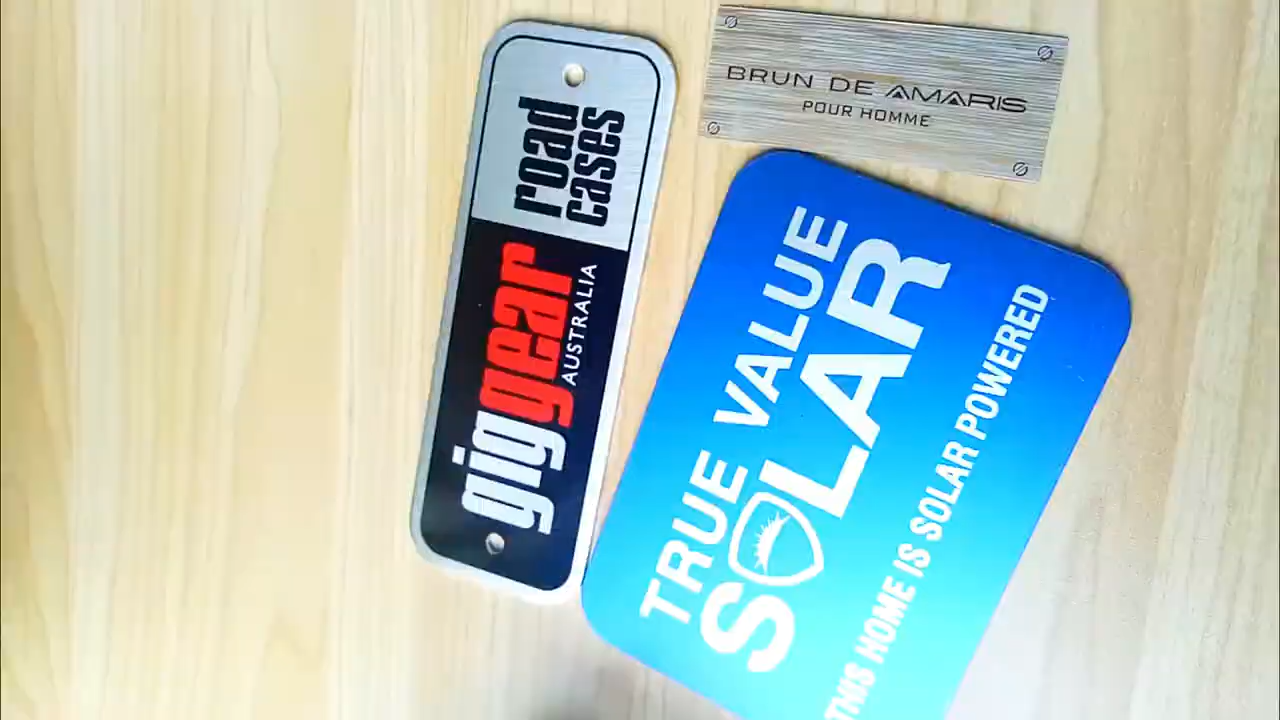 giggear
AUSTRALIA
road
cases
BRUN DE AMARIS
POUR HOMME
TRUE VALUE
SOLAR
THIS HOME IS SOLAR POWERED